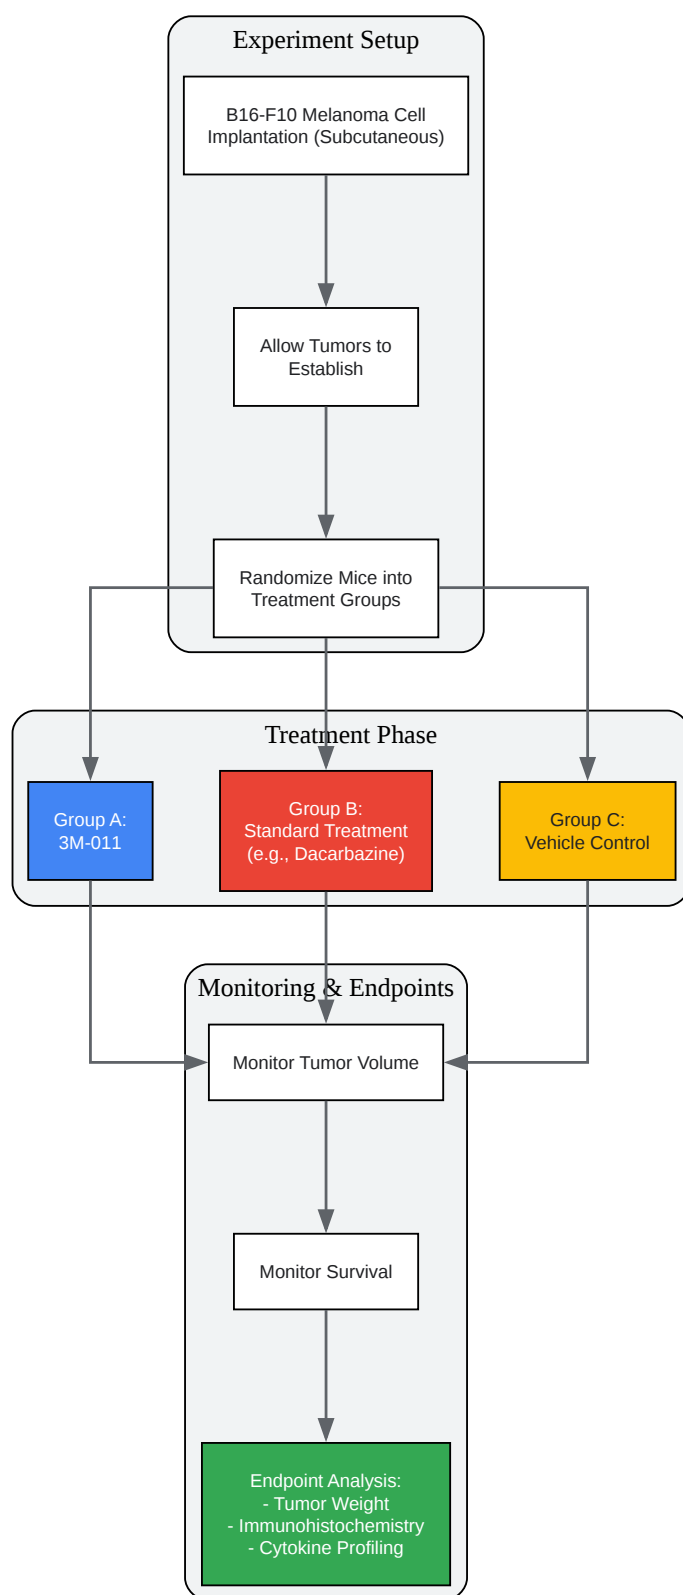 Experiment Setup
B16-F10 Melanoma Cell
Implantation (Subcutaneous)
Allow Tumors to
Establish
Randomize Mice into
Treatment Groups
Treatment Phase
Group A:
3M-011
Group B:
Standard Treatment
(e.g., Dacarbazine)
Group C:
Vehicle Control
Monitoring & Endpoints
Monitor Tumor Volume
Monitor Survival
Endpoint Analysis:
- Tumor Weight
- Immunohistochemistry
- Cytokine Profiling